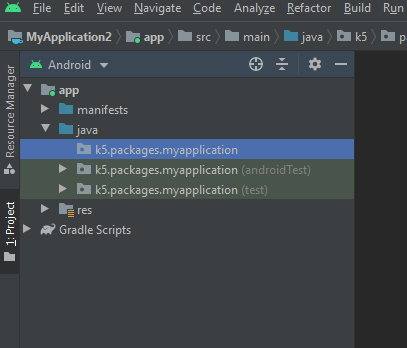 File Edit View Navigate Code Analyze Refactor Build Run
MyApplication2 app src main java k5 pa
Android
app
manifests
java
k5.packages.myapplication
k5.packages.myapplication (androidTest)
k5.packages.myapplication (test)
res
Gradle Scripts
Resource Manager
1: Project